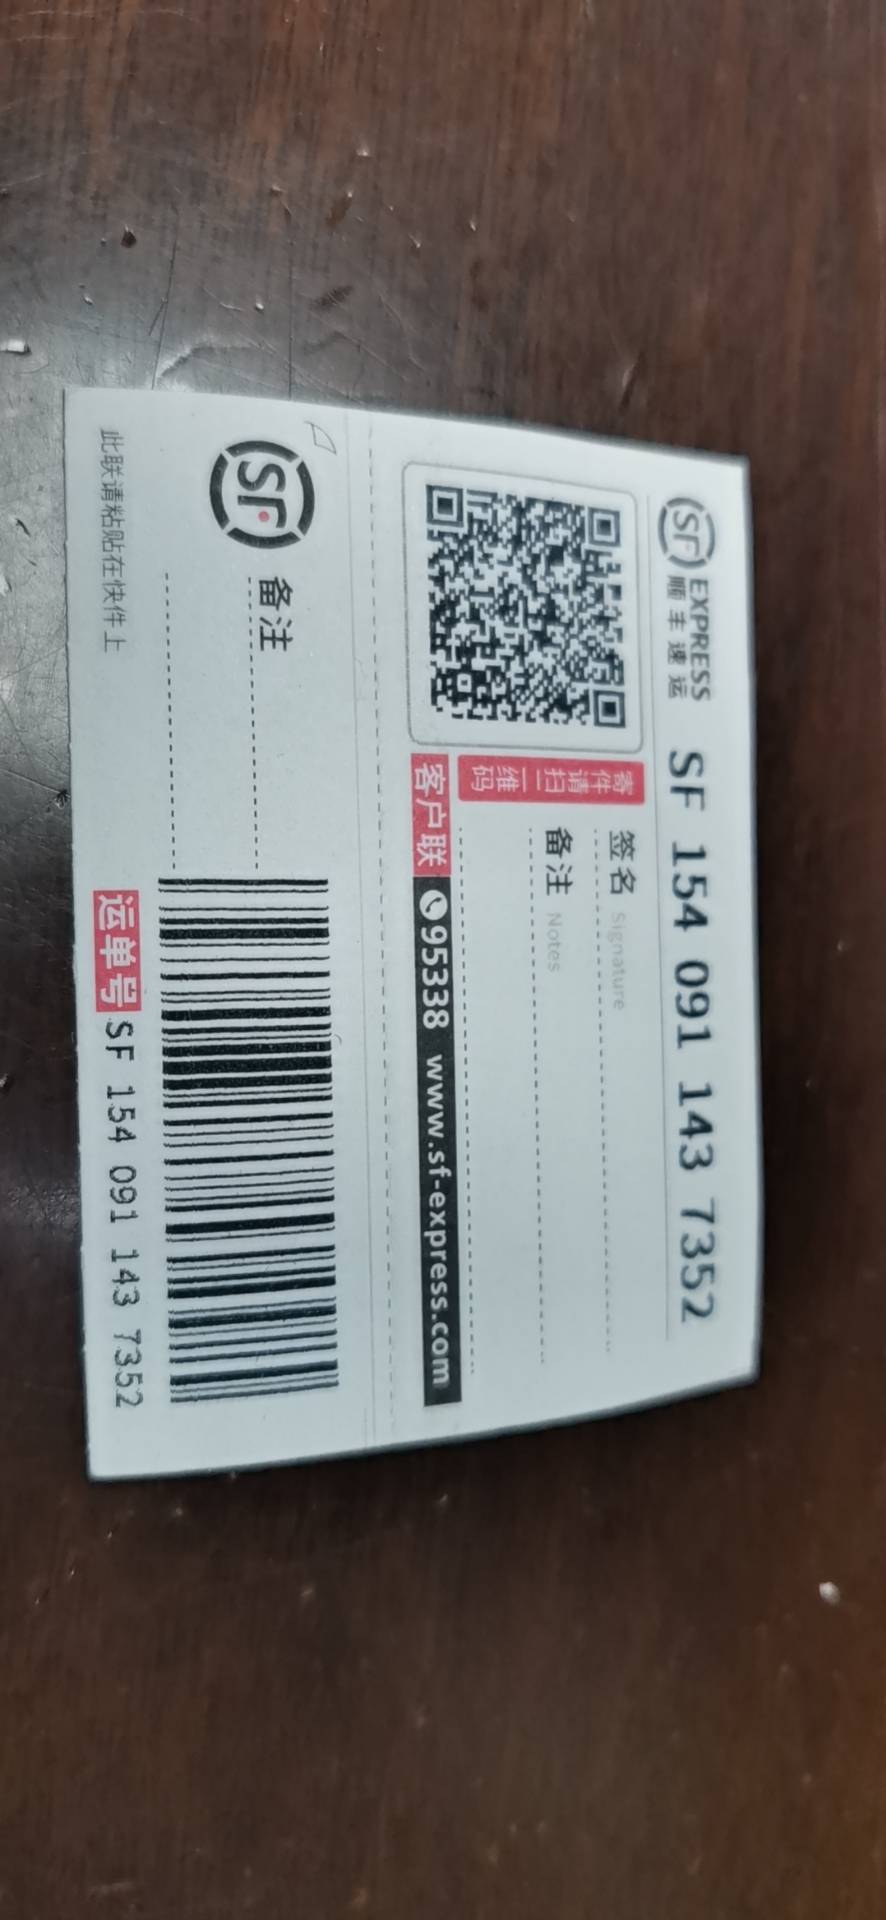 SF EXPRESS
顺丰速运
SF 154 091 143 7352
寄件请扫二维码
签名 Signature
备注 Notes
客户联 95338 www.sf-express.com
SF
备注
此联请粘贴在快件上
运单号 SF 154 091 143 7352